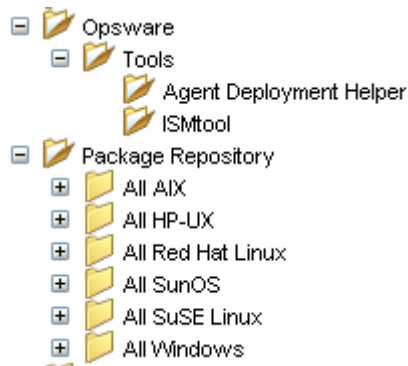 Opsware
Tools
Agent Deployment Helper
ISMtool
Package Repository
All AIX
All HP-UX
All Red Hat Linux
All SunOS
All SuSE Linux
All Windows